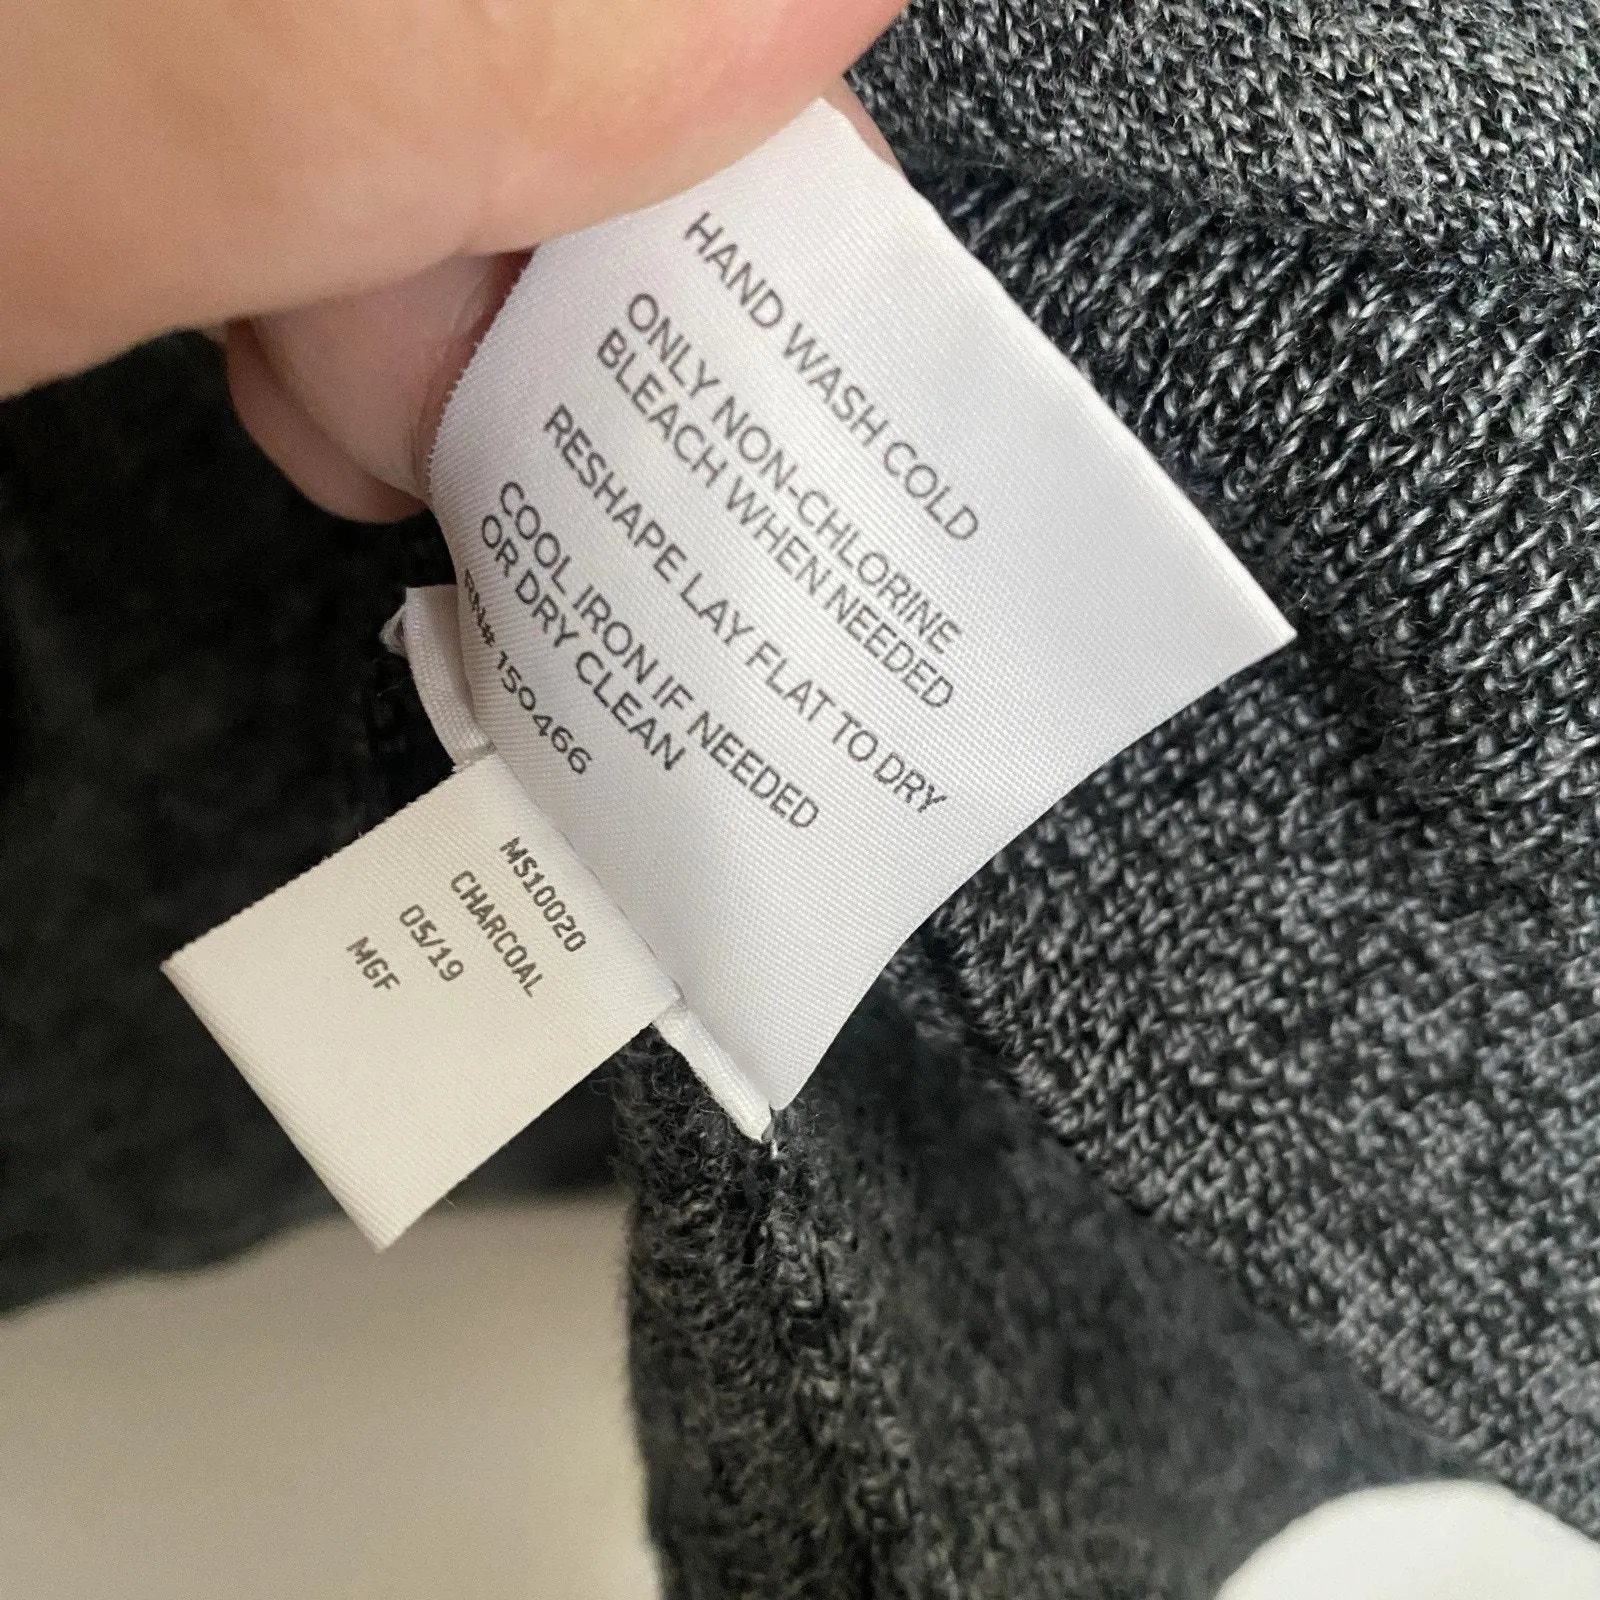 HAND WASH COLD
ONLY NON-CHLORINE
BLEACH WHEN NEEDED
RESHAPE LAY FLAT TO DRY
COOL IRON IF NEEDED
OR DRY CLEAN
RN# 150466
MS10020
CHARCOAL
05/19
MGF